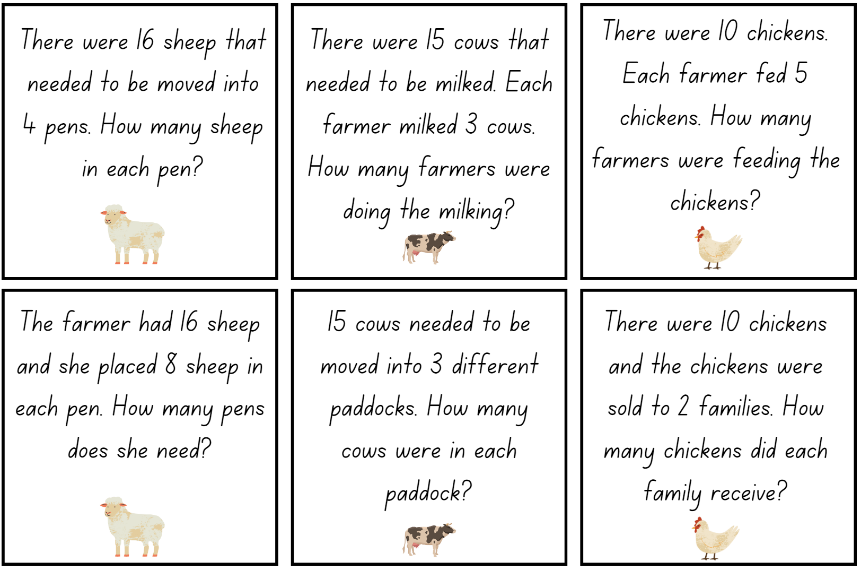 There were 16 sheep that
needed to be moved into
4 pens. How many sheep
in each pen?
There were 15 cows that
needed to be milked. Each
farmer milked 3 cows.
How many farmers were
doing the milking?
There were 10 chickens.
Each farmer fed 5
chickens. How many
farmers were feeding the
chickens?
The farmer had 16 sheep
and she placed 8 sheep in
each pen. How many pens
does she need?
15 cows needed to be
moved into 3 different
paddocks. How many
cows were in each
paddock?
There were 10 chickens
and the chickens were
sold to 2 families. How
many chickens did each
family receive?